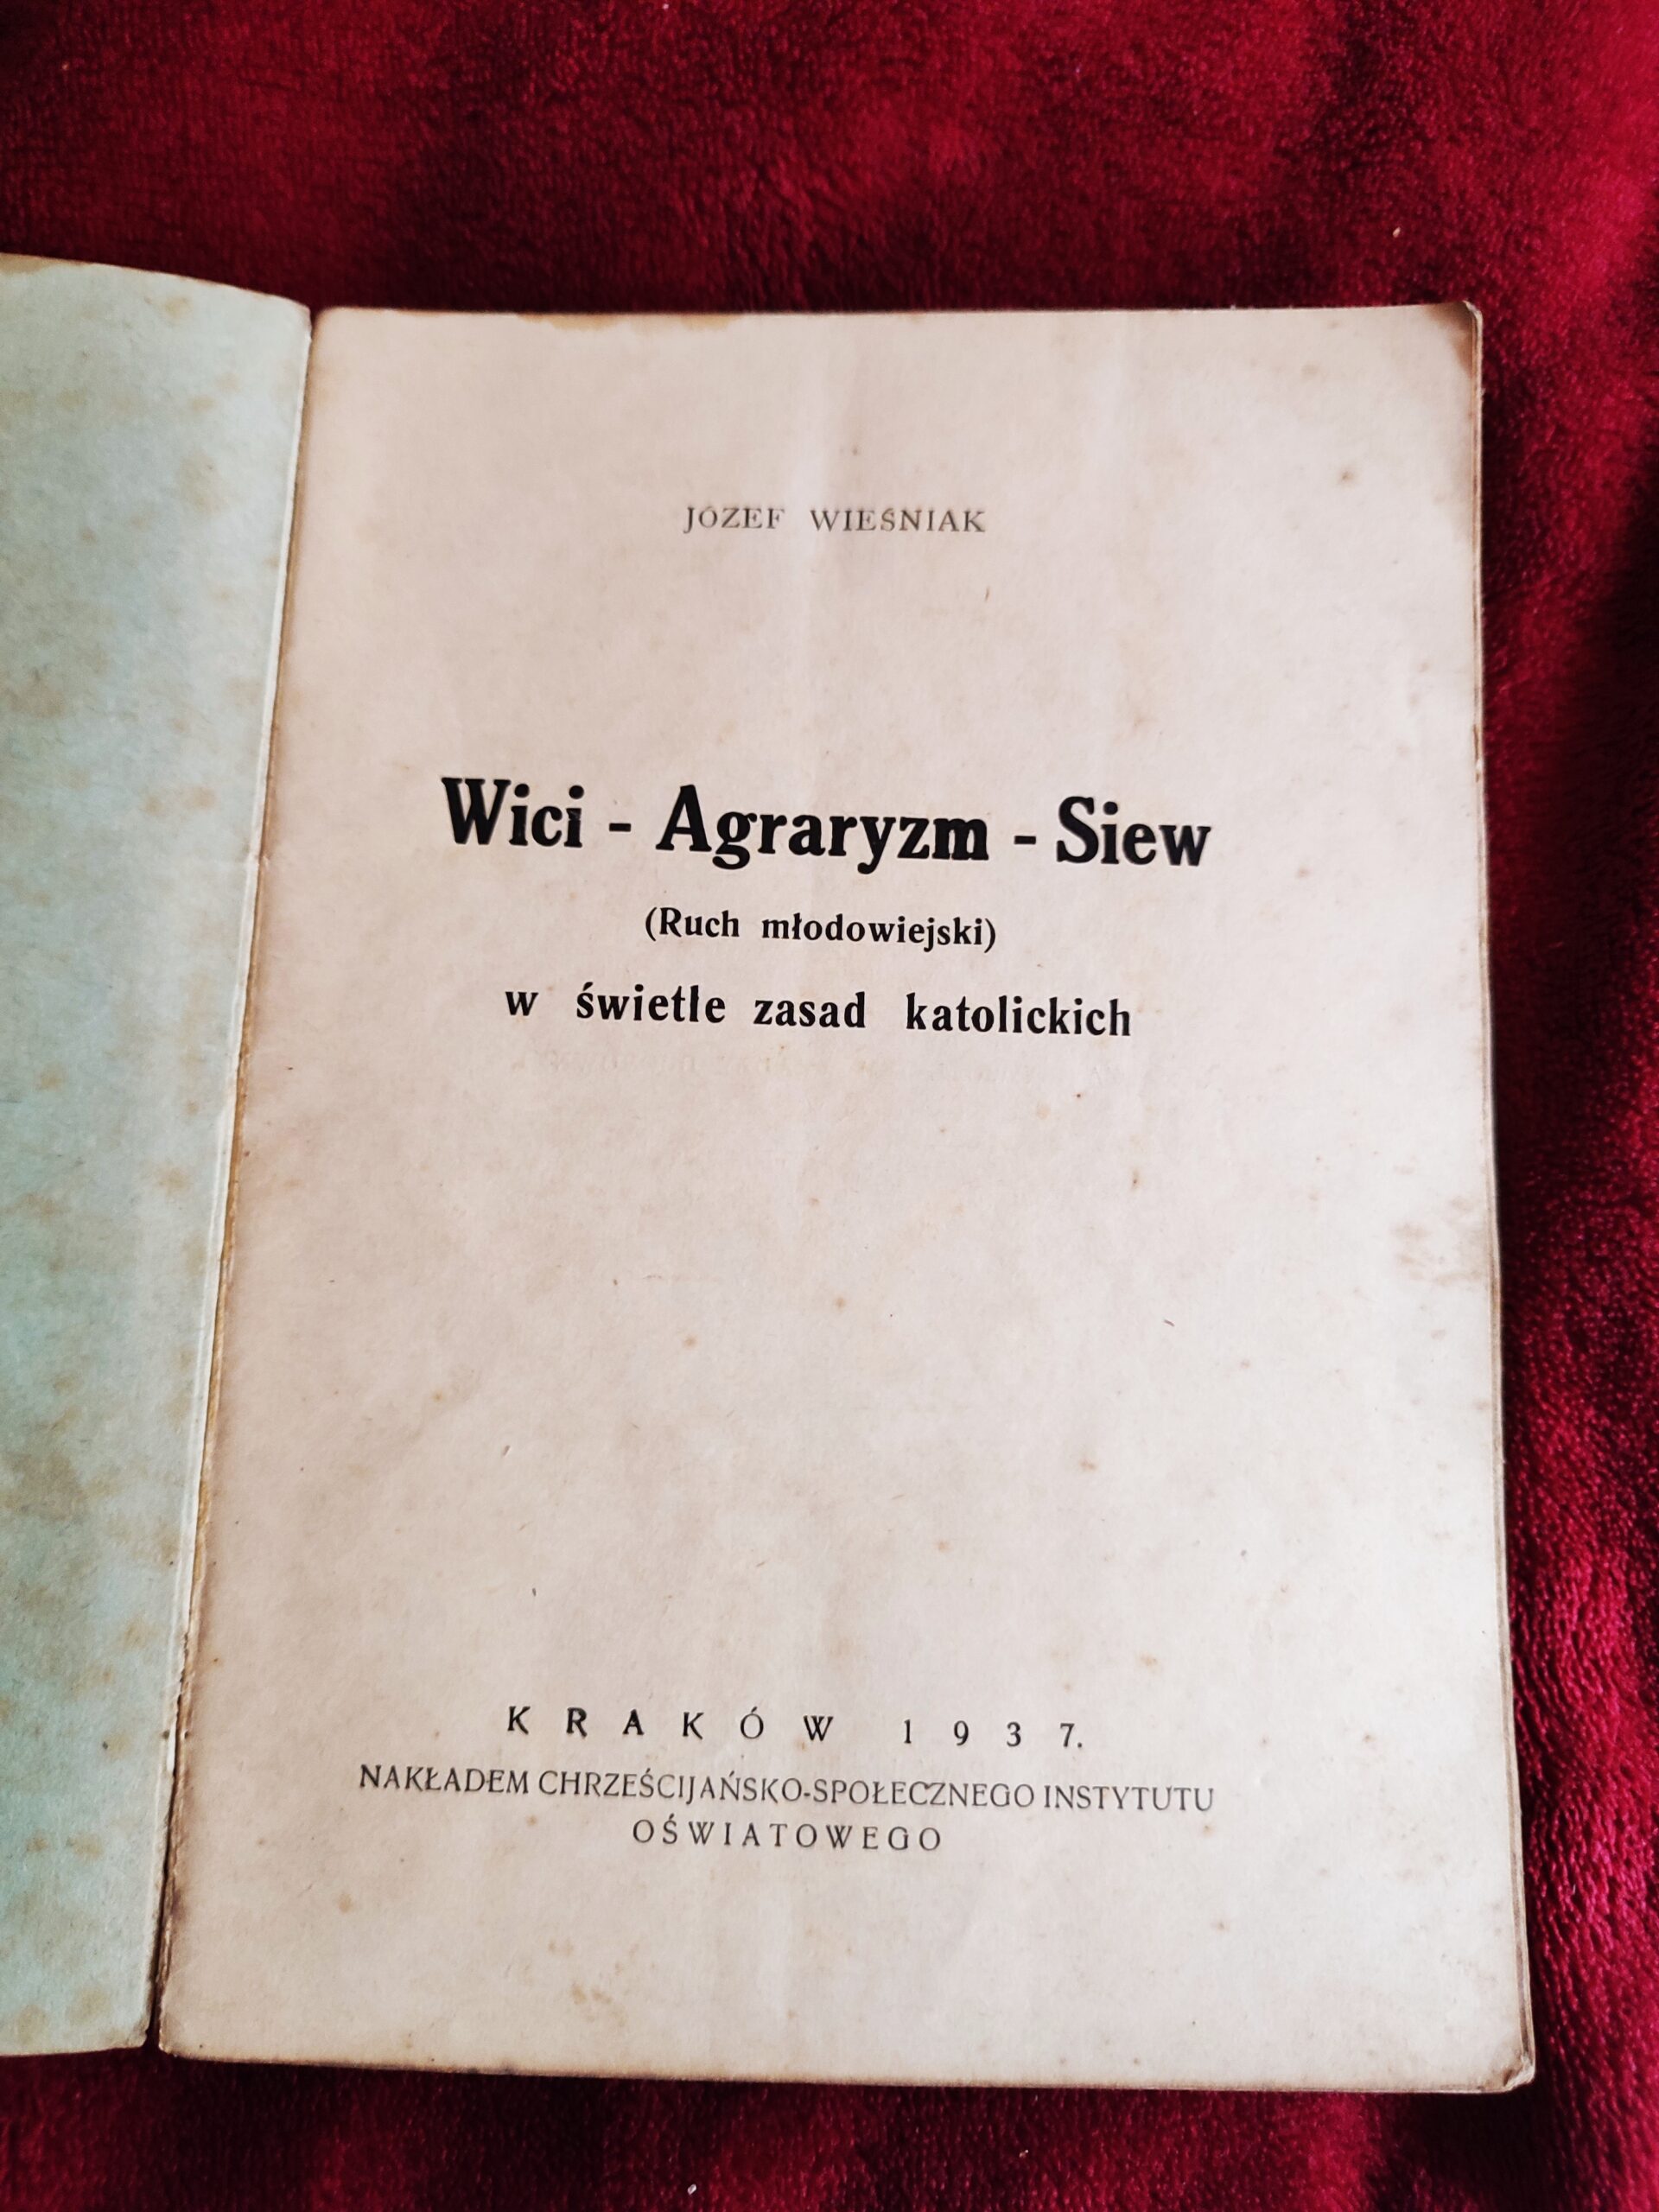 JÓZEF WIEŚNIAK
Wici - Agraryzm - Siew
(Ruch młodowiejski)
w świetle zasad katolickich
KRAKÓW 1937.
NAKŁADEM CHRZEŚCIJAŃSKO-SPOŁECZNEGO INSTYTUTU
OŚWIATOWEGO